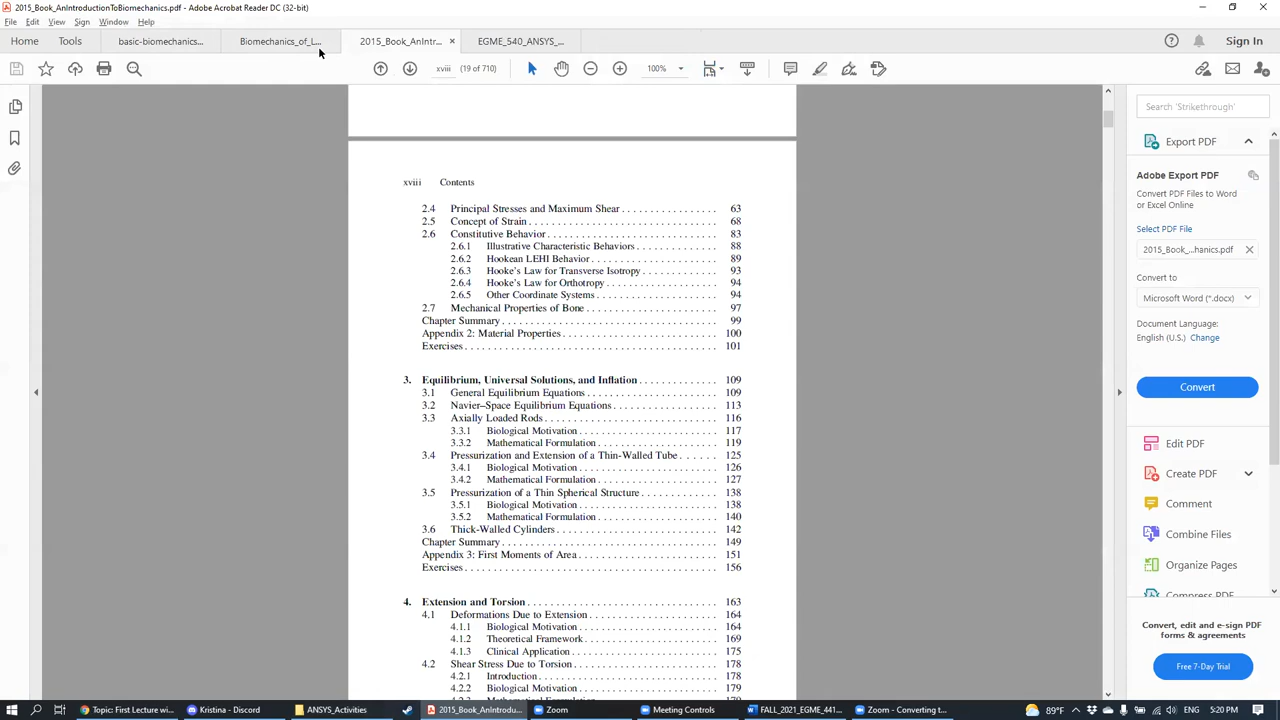 2015_Book_AnIntroductionToBiomechanics.pdf - Adobe Acrobat Reader DC (32-bit)
File Edit View Sign Window Help
Home Tools basic-biomechanics... Biomechanics_of_L... 2015_Book_AnIntr... EGME_540_ANSYS_... Sign In
xviii (19 of 710) 100%
Search 'Strikethrough'
Export PDF
Adobe Export PDF
Convert PDF Files to Word
or Excel Online
Select PDF File
2015_Book_...hanics.pdf
Convert to
Microsoft Word (*.docx)
Document Language:
English (U.S.) Change
Convert
Edit PDF
Create PDF
Comment
Combine Files
Organize Pages
Compress PDF
Convert, edit and e-sign PDF
forms & agreements
Free 7-Day Trial
xviii Contents
2.4 Principal Stresses and Maximum Shear . . . . . . . . . . . . . . . . . 63
2.5 Concept of Strain . . . . . . . . . . . . . . . . . 68
2.6 Constitutive Behavior . . . . . . . . . . . . . . . . . 83
2.6.1 Illustrative Characteristic Behaviors . . . . . . . . . . . . . . 88
2.6.2 Hookean LEHI Behavior . . . . . . . . . . . . . . 89
2.6.3 Hooke's Law for Transverse Isotropy . . . . . . . . . . . . . 93
2.6.4 Hooke's Law for Orthotropy . . . . . . . . . . . . . 94
2.6.5 Other Coordinate Systems . . . . . . . . . . . . . 94
2.7 Mechanical Properties of Bone . . . . . . . . . . . . . 97
Chapter Summary . . . . . . . . . . . . . 99
Appendix 2: Material Properties . . . . . . . . . . . . . 100
Exercises . . . . . . . . . . . . . 101
3. Equilibrium, Universal Solutions, and Inflation . . . . . . . . . . . . . 109
3.1 General Equilibrium Equations . . . . . . . . . . . . . 109
3.2 Navier–Space Equilibrium Equations . . . . . . . . . . . . . 113
3.3 Axially Loaded Rods . . . . . . . . . . . . . 116
3.3.1 Biological Motivation . . . . . . . . . . . . . 117
3.3.2 Mathematical Formulation . . . . . . . . . . . . . 119
3.4 Pressurization and Extension of a Thin-Walled Tube . . . . . . 125
3.4.1 Biological Motivation . . . . . . . . . . . . . 126
3.4.2 Mathematical Formulation . . . . . . . . . . . . . 127
3.5 Pressurization of a Thin Spherical Structure . . . . . . . . . . . . . 138
3.5.1 Biological Motivation . . . . . . . . . . . . . 138
3.5.2 Mathematical Formulation . . . . . . . . . . . . . 140
3.6 Thick-Walled Cylinders . . . . . . . . . . . . . 142
Chapter Summary . . . . . . . . . . . . . 149
Appendix 3: First Moments of Area . . . . . . . . . . . . . 151
Exercises . . . . . . . . . . . . . 156
4. Extension and Torsion . . . . . . . . . . . . . 163
4.1 Deformations Due to Extension . . . . . . . . . . . . . 164
4.1.1 Biological Motivation . . . . . . . . . . . . . 164
4.1.2 Theoretical Framework . . . . . . . . . . . . . 169
4.1.3 Clinical Application . . . . . . . . . . . . . 175
4.2 Shear Stress Due to Torsion . . . . . . . . . . . . . 178
4.2.1 Introduction . . . . . . . . . . . . . 178
4.2.2 Biological Motivation . . . . . . . . . . . . . 179
Topic: First Lecture wi... Kristina - Discord ANSYS_Activities 2015_Book_AnIntrodu... Zoom Meeting Controls FALL_2021_EGME_441... Zoom - Converting t... 89°F 5:20 PM